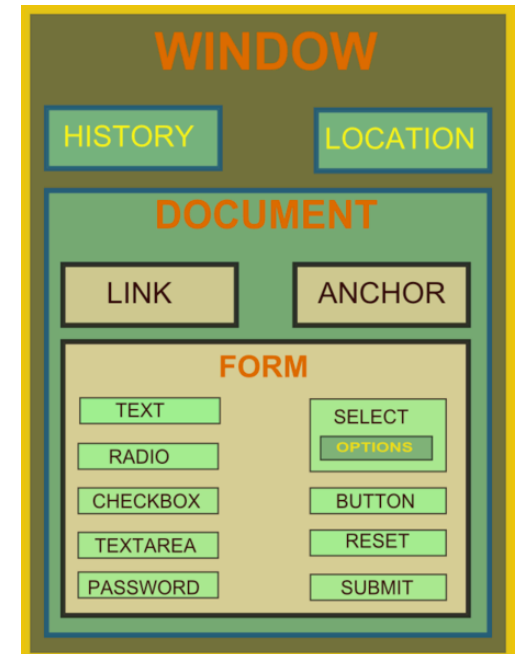 WINDOW
HISTORY
LOCATION
DOCUMENT
LINK
ANCHOR
FORM
TEXT
RADIO
CHECKBOX
TEXTAREA
PASSWORD
SELECT
OPTIONS
BUTTON
RESET
SUBMIT